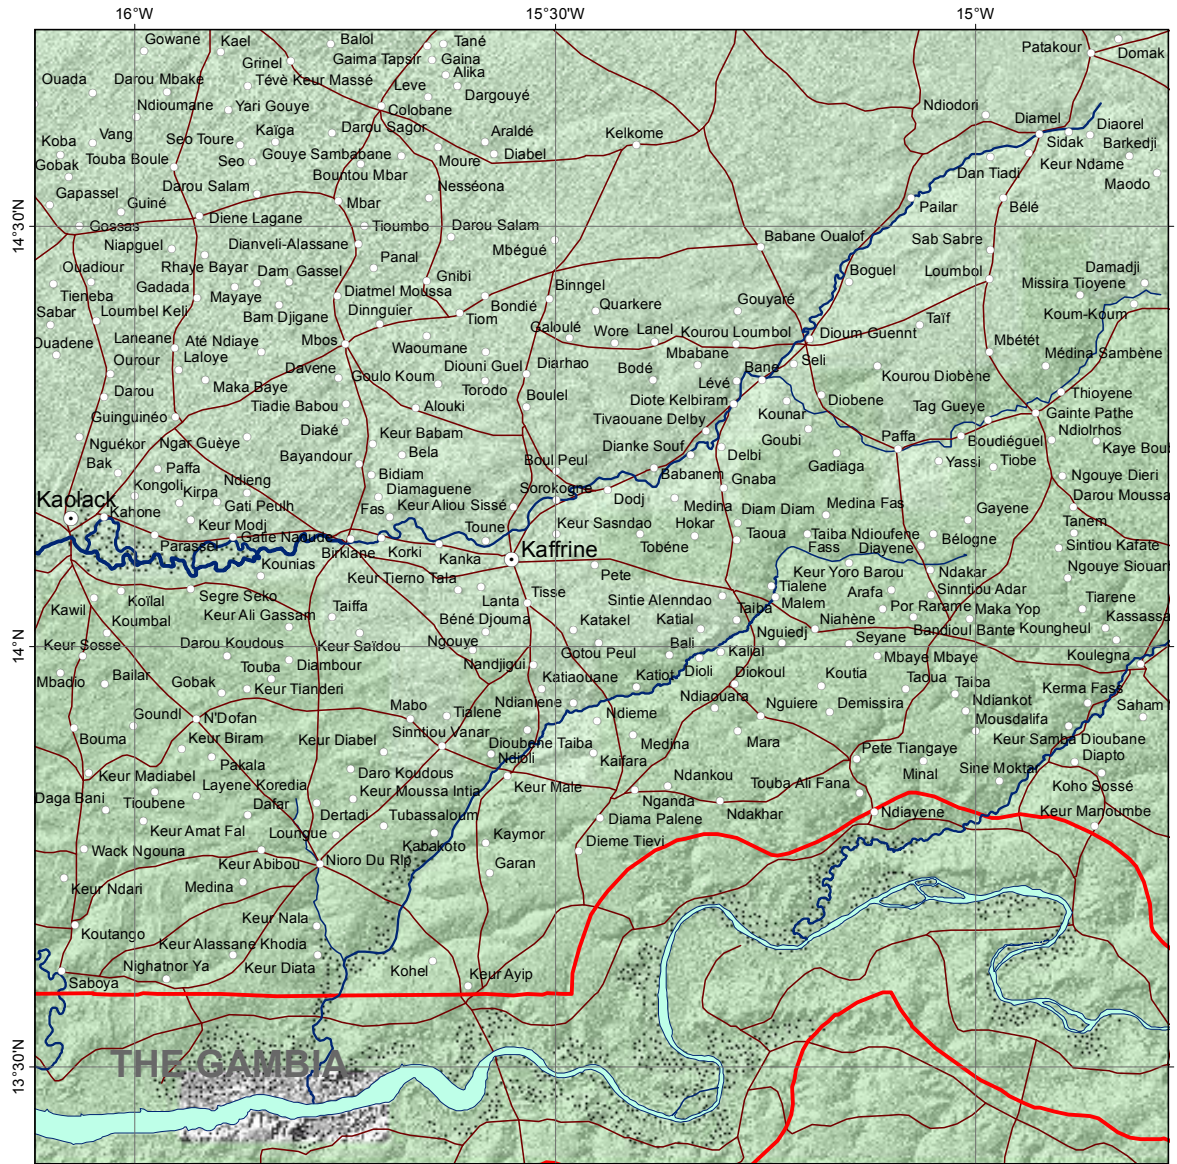 16°W 15°30'W 15°W
Gowane Kael Balol Tané Patakour Domak
Grinel Gaima Tapsir Gaina
Ouada Darou Mbake Tévè Keur Massé Leve Alika
Dargouyé
Ndioumane Yari Gouye Colobane Ndiodori
Koba Vang Seo Toure Kaïga Darou Sagor Araldé Kelkome Diamel Diaorel
Gobak Touba Boule Seo Gouye Sambabane Moure Diabel Sidak Barkedji
Bountou Mbar Dan Tiadi Keur Ndame
Gapassel Guiné Darou Salam Mbar Nesséona Pailar Bélé Maodo
14°30'N
Gossas Diene Lagane Tioumbo Darou Salam
Niapguel Dianveli-Alassane Mbégué Babane Oualof Sab Sabre
Ouadiour Rhaye Bayar Dam Gassel Panal Gnibi Boguel Loumbol Damadji
Tieneba Gadada Mayaye Diatmel Moussa Binngel Missira Tioyene
Sabar Loumbel Keli Bam Djigane Dinnguier Bondié Quarkere Gouyaré Koum-Koum
Tiom Taïf
Ouadene Laneane Até Ndiaye Mbos Galoulé Wore Lanel Kourou Loumbol Dioum Guennt Mbétét
Ourour Laloye Waoumane Mbabane Médina Sambène
Davene Goulo Koum Diouni Guel Diarhao Bodé Bane Seli Kourou Diobène
Darou Maka Baye Torodo Lévé Thioyene
Guinguinéo Tiadie Babou Alouki Boulel Diote Kelbiram Kounar Diobene Tag Gueye Gainte Pathe
Tivaouane Delby Ndiolrhos
Nguékor Ngar Guèye Diaké Keur Babam Dianke Souf Goubi Paffa Boudiéguel Kaye Bou
Bak Paffa Bayandour Bela Boul Peul Delbi Gadiaga Yassi Tiobe
Kongoli Kirpa Ndieng Bidiam Sorokogne Babanem Gnaba Ngouye Dieri
Kaolack Diamaguene Dodj Medina Medina Fas Darou Moussa
Kahone Gati Peulh Fas Keur Aliou Sissé Diam Diam Gayene
Keur Modj Toune Keur Sasndao Hokar Tanem
Parassel Gatie Naoude Kaffrine Tobéne Taoua Taiba Ndioufene Bélogne
Birkiane Korki Kanka Fass Diayene Sintiou Kafate
Kounias Keur Tierno Tala Pete Keur Yoro Barou Ndakar Ngouye Siouar
Segre Seko Tisse Tialene Arafa Sinntiou Adar
Kawil Koïlal Keur Ali Gassam Taiffa Lanta Sintie Alenndao Taiba Malem Por Rarame Maka Yop Tiarene
Koumbal Béné Djouma Katakel Katial Niahène Bandioul Bante Koungheul Kassassa
14°N
Keur Sosse Darou Koudous Keur Saïdou Ngouye Gotou Peul Bali Kaliai Nguiedj Seyane Koulegna
Mbadio Bailar Touba Diambour Nandjigui Mbaye Mbaye
Gobak Keur Tianderi Katiaouane Katiot Dioli Diokoul Koutia Taoua Taiba Kerma Fass
Goundl N'Dofan Mabo Tialene Ndianlene Ndieme Ndiaouara Nguiere Demissira Ndiankot Saham
Bouma Keur Biram Keur Diabel Sinntiou Vanar Mousdalifa
Dioubene Taiba Medina Mara Keur Samba Dioubane
Pakala Ndioli Kaïfara Pete Tiangaye Diapto
Keur Madiabel Layene Koredia Daro Koudous Ndankou Touba Ali Fana Minal Sine Moktar
Daga Bani Tioubene Dafar Keur Moussa Intia Keur Male Nganda Koho Sossé
Keur Amat Fal Dertadi Tubassaloum Diama Palene Ndakhar Ndiayene Keur Manoumbe
Loungue Kaymor Dieme Tievi
Wack Ngouna Keur Abibou Nioro Du Rip Kabakoto Garan
Keur Ndari Medina
Koutango Keur Nala
Keur Alassane Khodia
Nighatnor Ya Keur Diata Kohel Keur Ayip
Saboya
THE GAMBIA
13°30'N